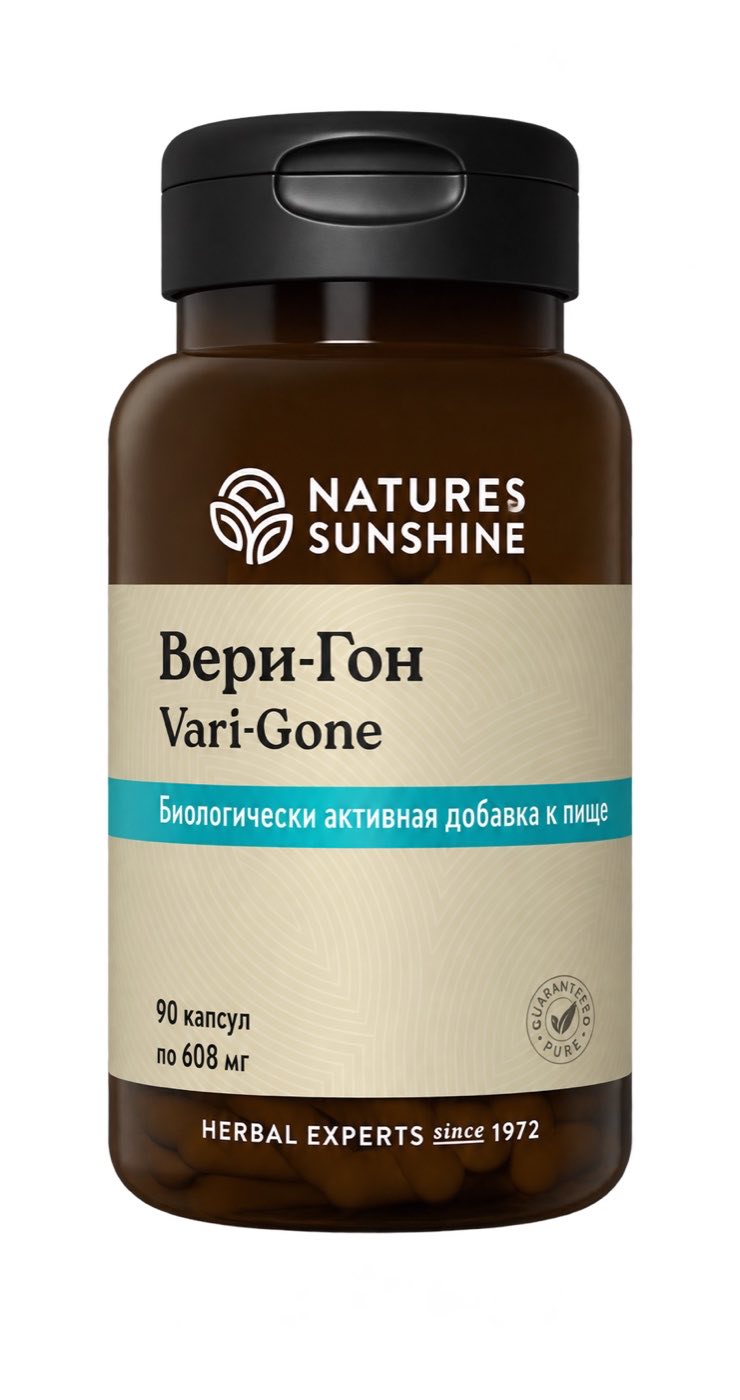 NATURES
SUNSHINE
Вери-Гон
Vari-Gone
Биологически активная добавка к пище
90 капсул
по 608 мг
GUARANTEEED
PURE
HERBAL EXPERTS since 1972